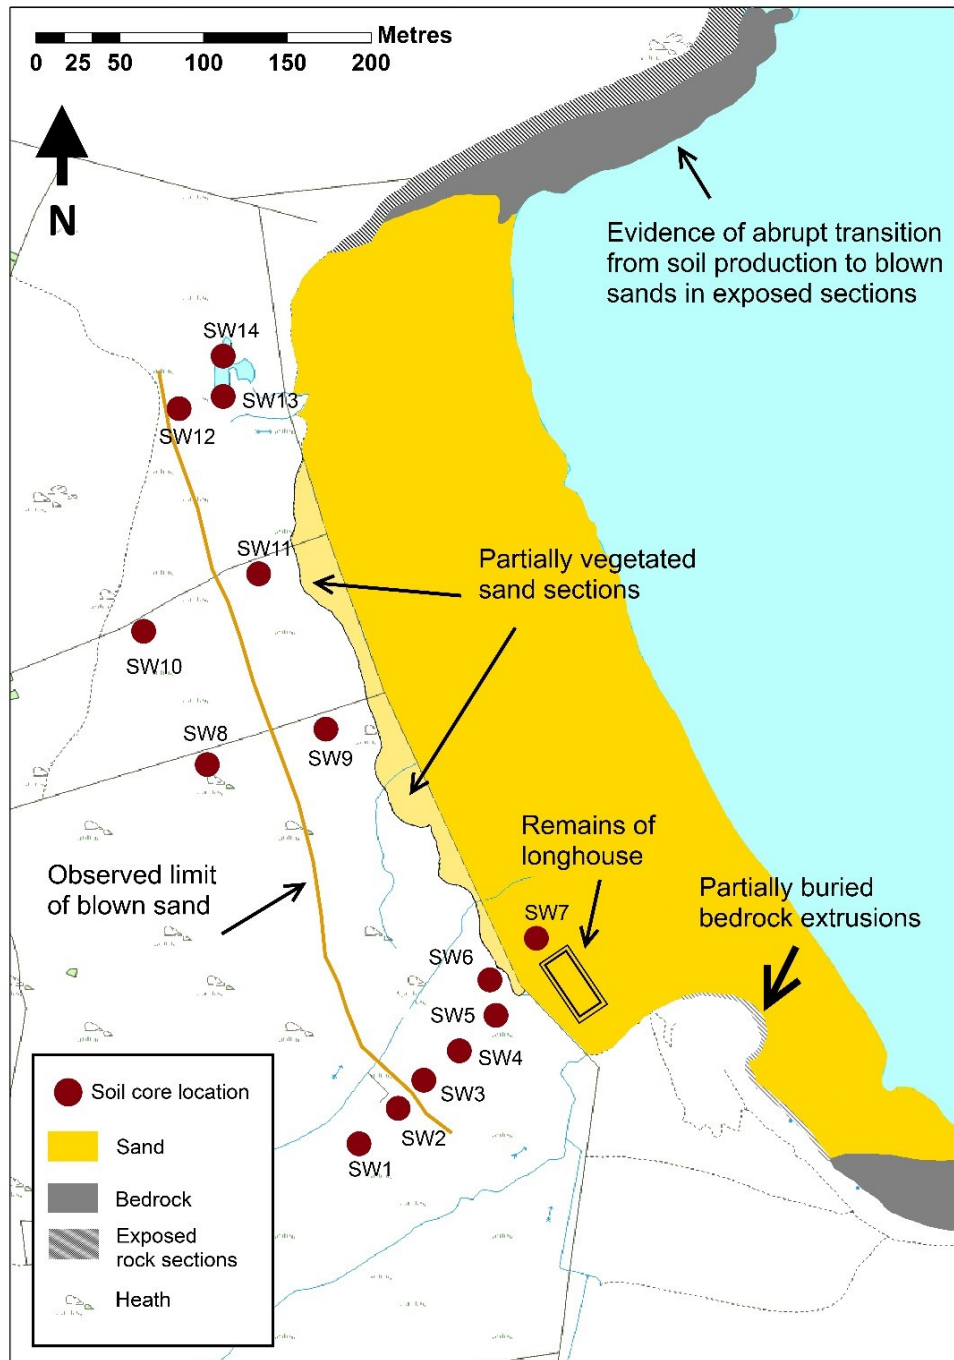 Metres
0 25 50 100 150 200
N
Evidence of abrupt transition
from soil production to blown
sands in exposed sections
SW14
SW13
SW12
SW11
Partially vegetated
sand sections
SW10
SW8
SW9
Remains of
longhouse
Observed limit
of blown sand
Partially buried
bedrock extrusions
SW7
SW6
SW5
SW4
SW3
SW2
SW1
Soil core location
Sand
Bedrock
Exposed
rock sections
Heath